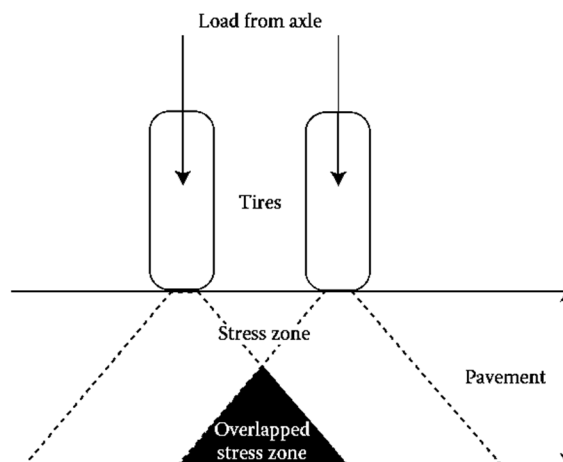 Load from axle
Tires
Stress zone
Pavement
Overlapped
stress zone